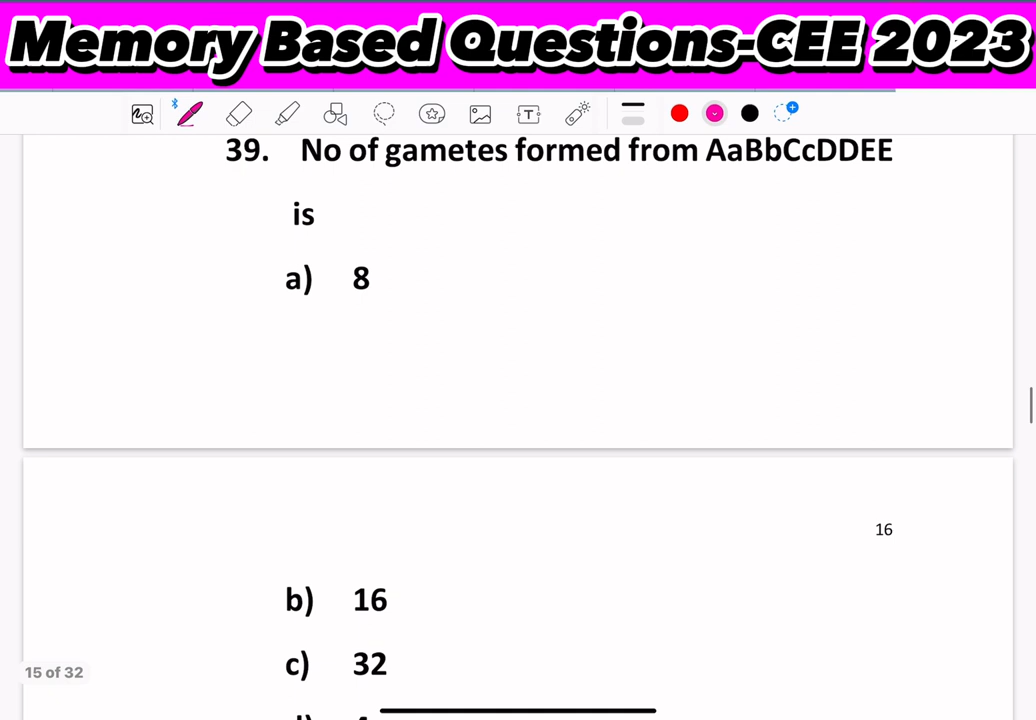 Memory Based Questions-CEE 2023
39. No of gametes formed from AaBbCcDDEE
is
a) 8
16
b) 16
c) 32
15 of 32